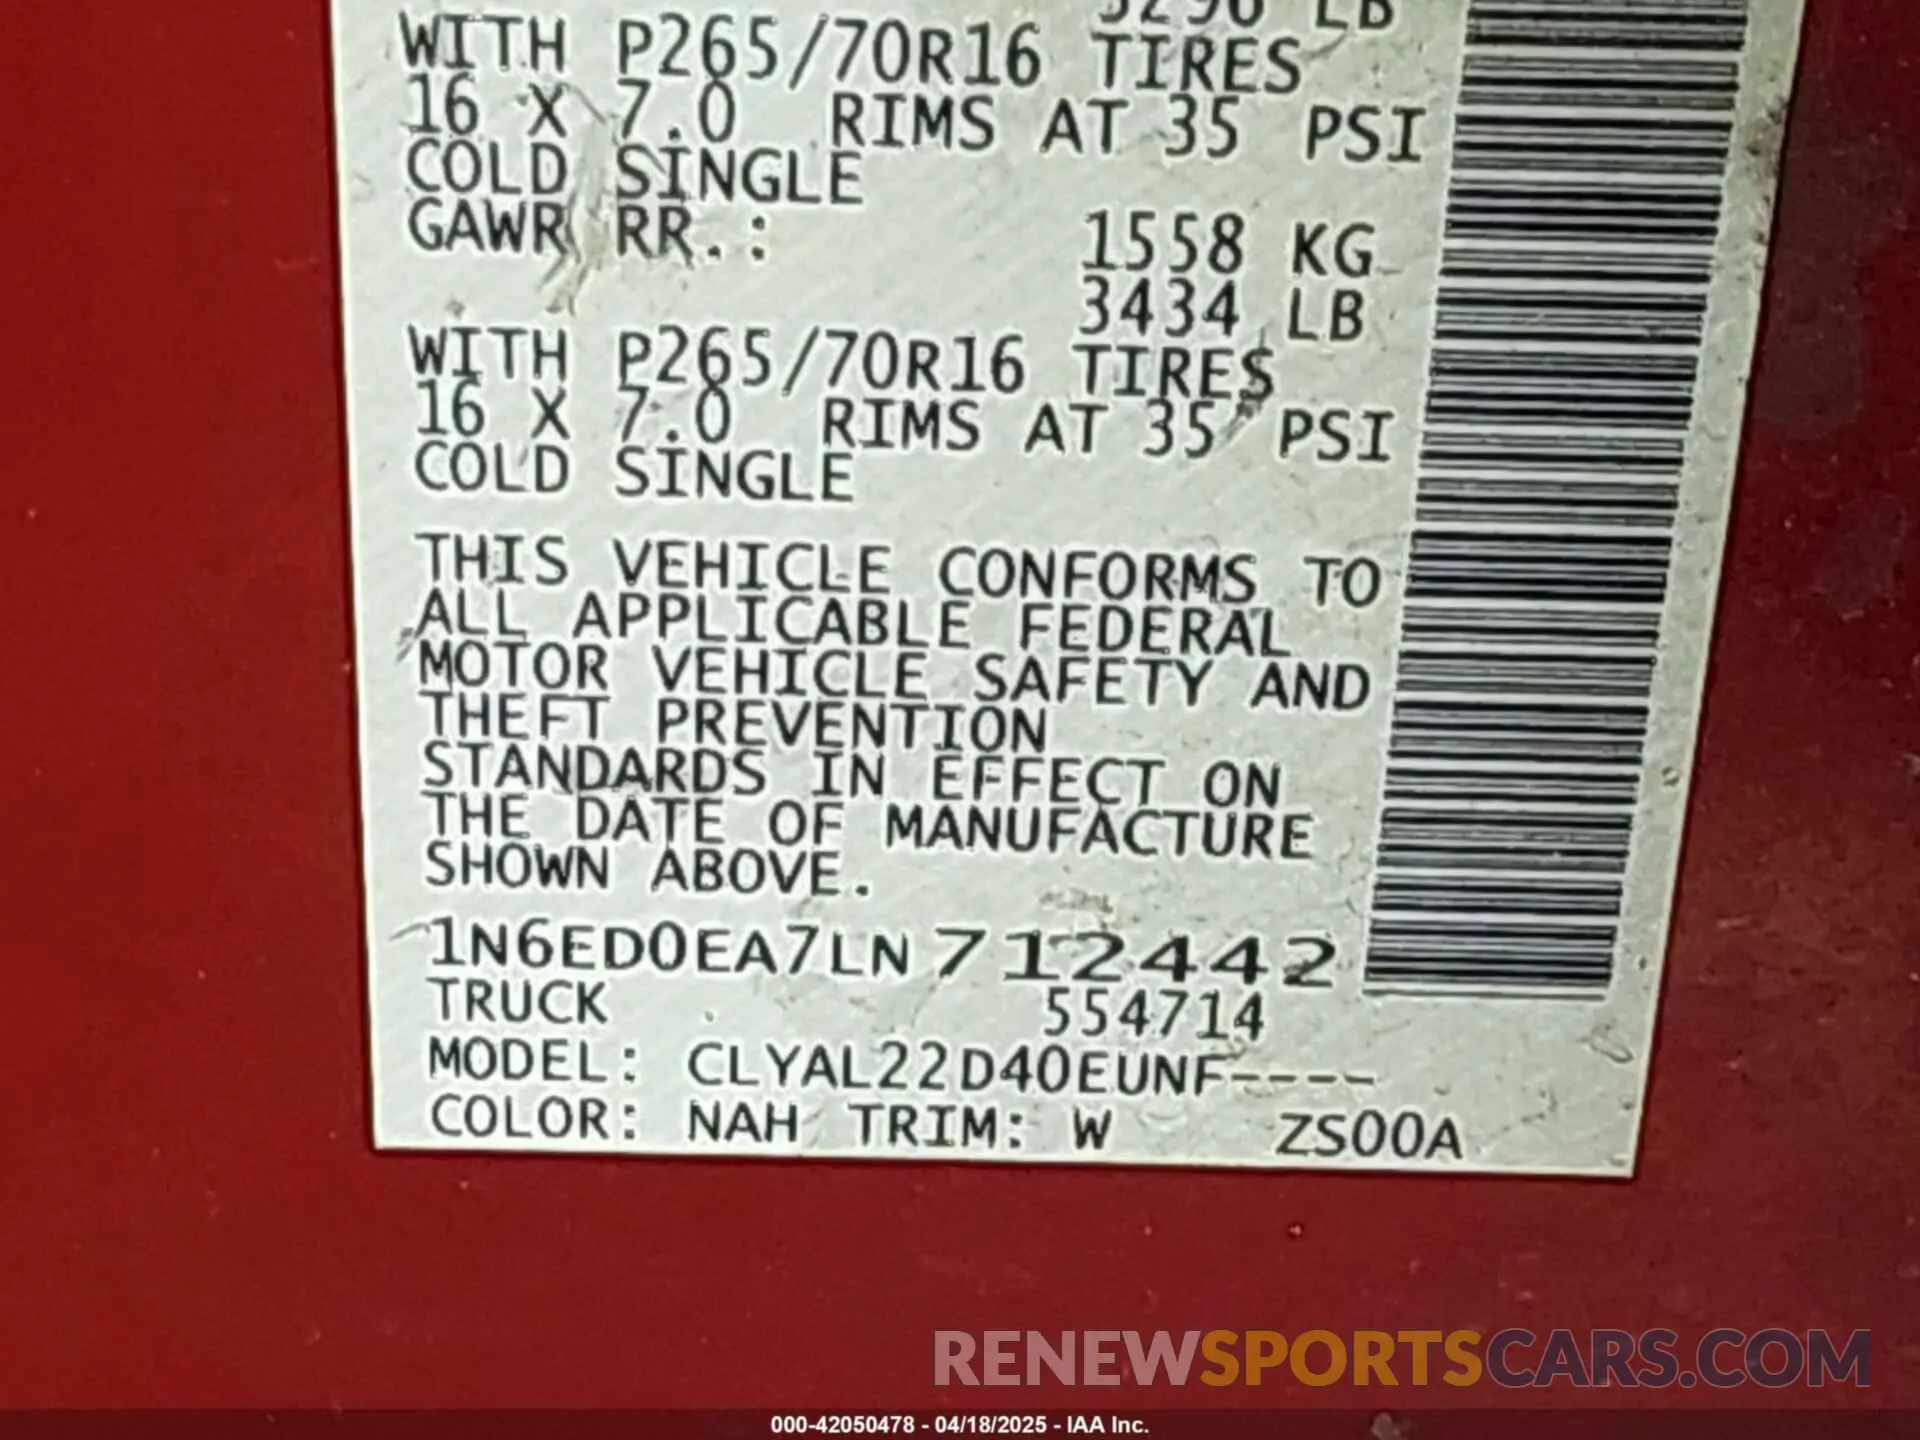 3296 LB
WITH P265/70R16 TIRES
16 X 7.0 RIMS AT 35 PSI
COLD SINGLE
GAWR RR.: 1558 KG
3434 LB
WITH P265/70R16 TIRES
16 X 7.0 RIMS AT 35 PSI
COLD SINGLE
THIS VEHICLE CONFORMS TO
ALL APPLICABLE FEDERAL
MOTOR VEHICLE SAFETY AND
THEFT PREVENTION
STANDARDS IN EFFECT ON
THE DATE OF MANUFACTURE
SHOWN ABOVE.
1N6ED0EA7LN712442
TRUCK 554714
MODEL: CLYAL22D40EUNF----
COLOR: NAH TRIM: W ZS00A
RENEWSPORTSCARS.COM
000-42050478 - 04/18/2025 - IAA Inc.